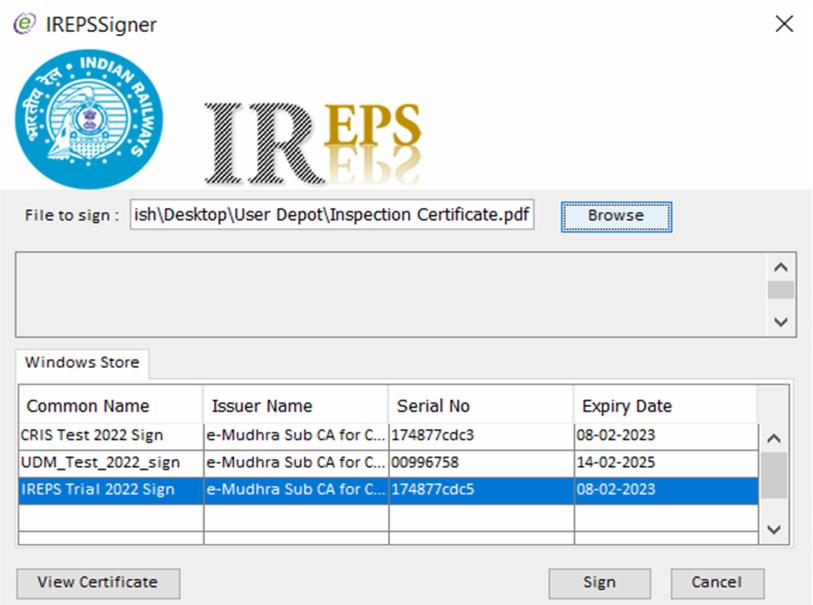 IREPSSigner
भारतीय रेल • INDIAN RAILWAYS
IREPS
File to sign : ish\Desktop\User Depot\Inspection Certificate.pdf Browse
Windows Store
Common Name Issuer Name Serial No Expiry Date
CRIS Test 2022 Sign e-Mudhra Sub CA for C... 174877cdc3 08-02-2023
UDM_Test_2022_sign e-Mudhra Sub CA for C... 00996758 14-02-2025
IREPS Trial 2022 Sign e-Mudhra Sub CA for C... 174877cdc5 08-02-2023
View Certificate Sign Cancel